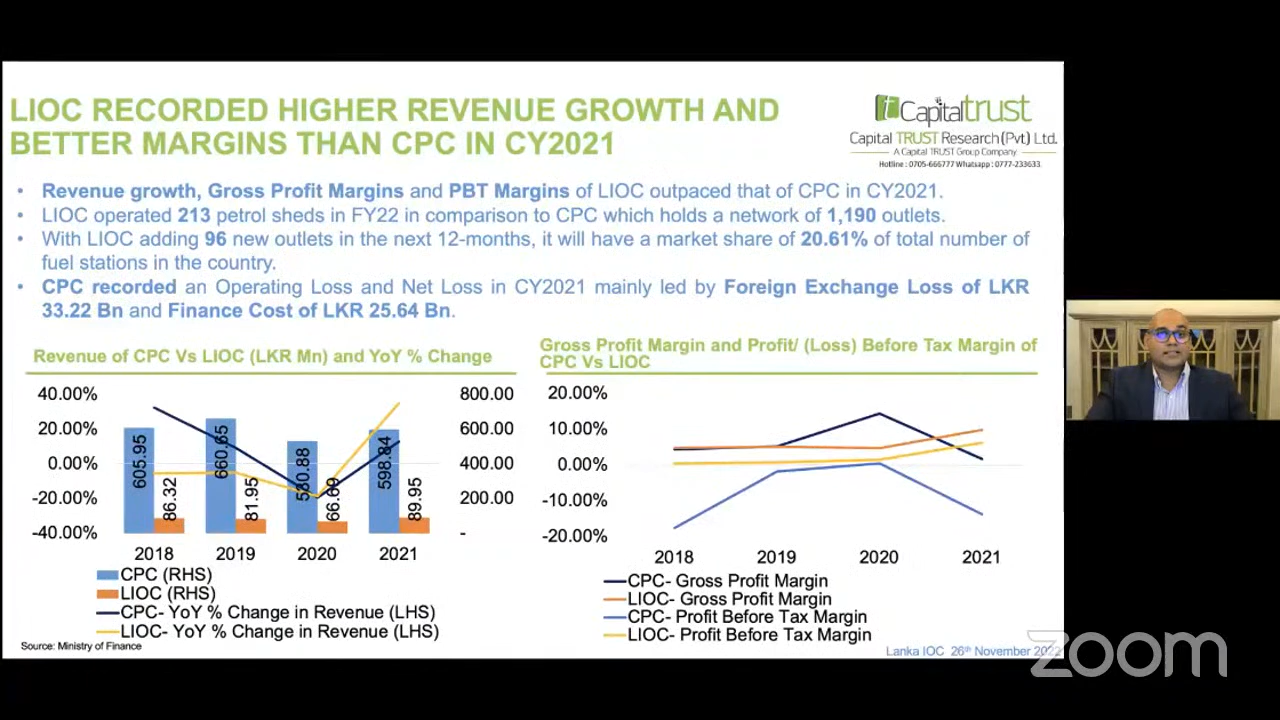 LIOC RECORDED HIGHER REVENUE GROWTH AND
BETTER MARGINS THAN CPC IN CY2021
Capitaltrust
Capital TRUST Research (Pvt) Ltd.
A Capital TRUST Group Company
Hotline : 0705-666777 Whatsapp : 0777-233633
• Revenue growth, Gross Profit Margins and PBT Margins of LIOC outpaced that of CPC in CY2021.
• LIOC operated 213 petrol sheds in FY22 in comparison to CPC which holds a network of 1,190 outlets.
• With LIOC adding 96 new outlets in the next 12-months, it will have a market share of 20.61% of total number of
fuel stations in the country.
• CPC recorded an Operating Loss and Net Loss in CY2021 mainly led by Foreign Exchange Loss of LKR
33.22 Bn and Finance Cost of LKR 25.64 Bn.
Revenue of CPC Vs LIOC (LKR Mn) and YoY % Change
40.00%
20.00%
0.00%
-20.00%
-40.00%
800.00
600.00
400.00
200.00
-
605.95
86.32
660.65
81.95
530.88
66.69
598.84
89.95
2018 2019 2020 2021
CPC (RHS)
LIOC (RHS)
CPC- YoY % Change in Revenue (LHS)
LIOC- YoY % Change in Revenue (LHS)
Source: Ministry of Finance
Gross Profit Margin and Profit/ (Loss) Before Tax Margin of
CPC Vs LIOC
20.00%
10.00%
0.00%
-10.00%
-20.00%
2018 2019 2020 2021
CPC- Gross Profit Margin
LIOC- Gross Profit Margin
CPC- Profit Before Tax Margin
LIOC- Profit Before Tax Margin
Lanka IOC 26th November 2022
zoom